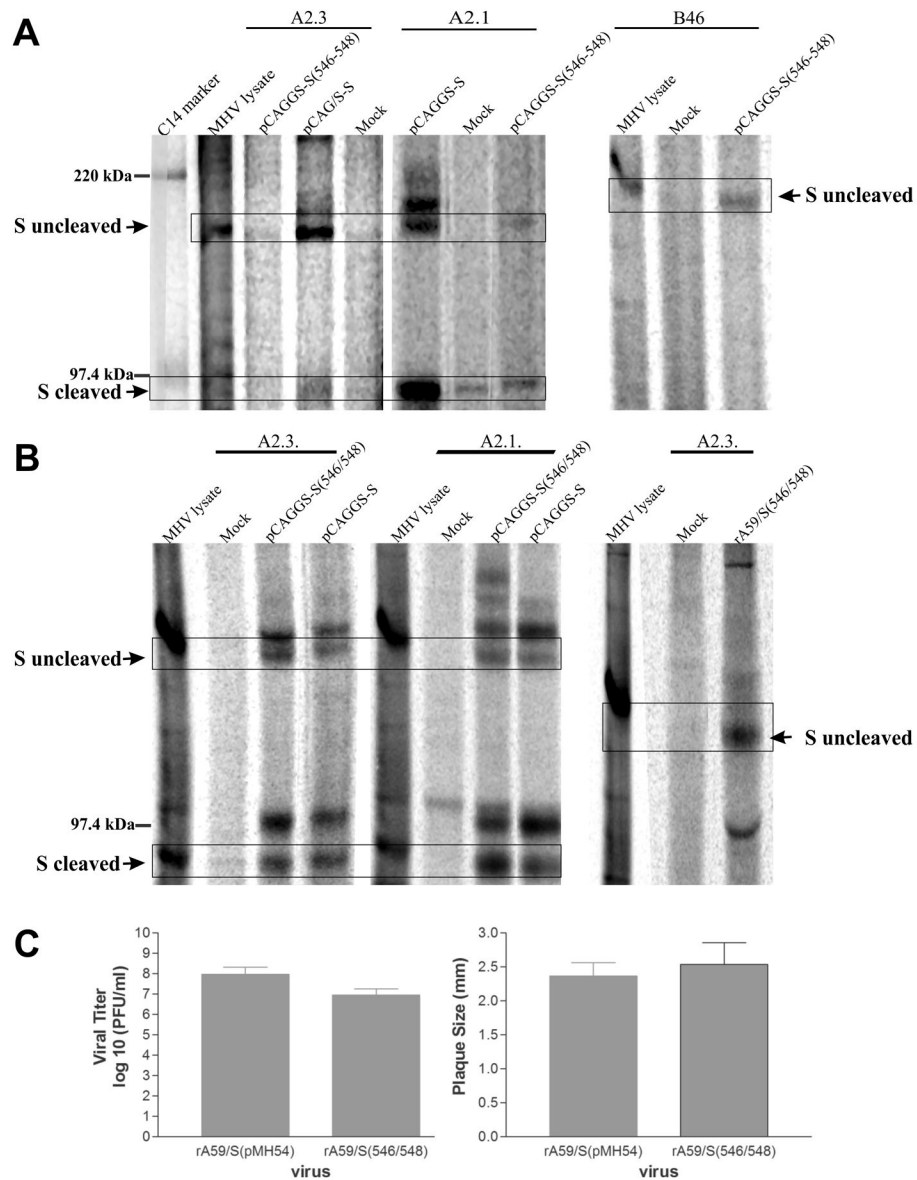 A
A2.3
A2.1
B46
C14 marker
MHV lysate
pCAGGS-S(546-548)
pCAG/S-S
Mock
pCAGGS-S
Mock
pCAGGS-S(546-548)
MHV lysate
Mock
pCAGGS-S(546-548)
220 kDa
S uncleaved
S uncleaved
97.4 kDa
S cleaved
B
A2.3.
A2.1.
A2.3.
MHV lysate
Mock
pCAGGS-S(546/548)
pCAGGS-S
MHV lysate
Mock
pCAGGS-S(546/548)
pCAGGS-S
MHV lysate
Mock
rA59/S(546/548)
S uncleaved
S uncleaved
97.4 kDa
S cleaved
C
Viral Titer
log 10 (PFU/ml)
10
9
8
7
6
5
4
3
2
1
0
rA59/S(pMH54) rA59/S(546/548)
virus
Plaque Size (mm)
3.0
2.5
2.0
1.5
1.0
0.5
0.0
rA59/S(pMH54) rA59/S(546/548)
virus